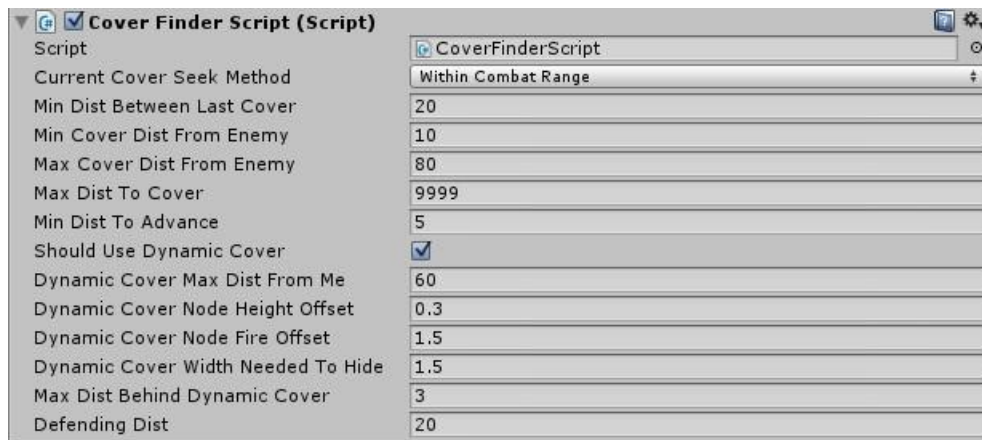 Cover Finder Script (Script)
Script CoverFinderScript
Current Cover Seek Method Within Combat Range
Min Dist Between Last Cover 20
Min Cover Dist From Enemy 10
Max Cover Dist From Enemy 80
Max Dist To Cover 9999
Min Dist To Advance 5
Should Use Dynamic Cover
Dynamic Cover Max Dist From Me 60
Dynamic Cover Node Height Offset 0.3
Dynamic Cover Node Fire Offset 1.5
Dynamic Cover Width Needed To Hide 1.5
Max Dist Behind Dynamic Cover 3
Defending Dist 20